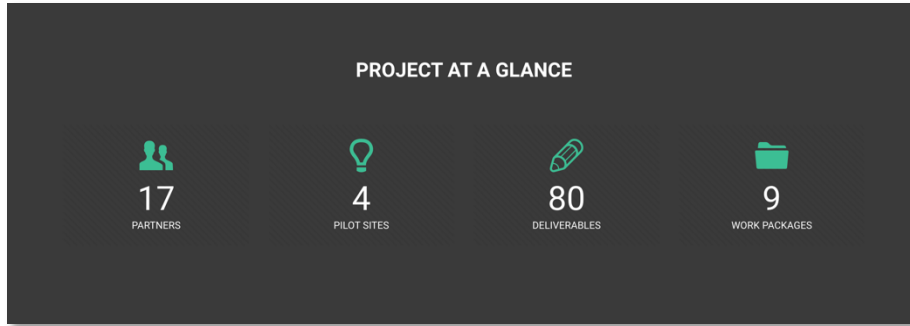 PROJECT AT A GLANCE
17
PARTNERS
4
PILOT SITES
80
DELIVERABLES
9
WORK PACKAGES